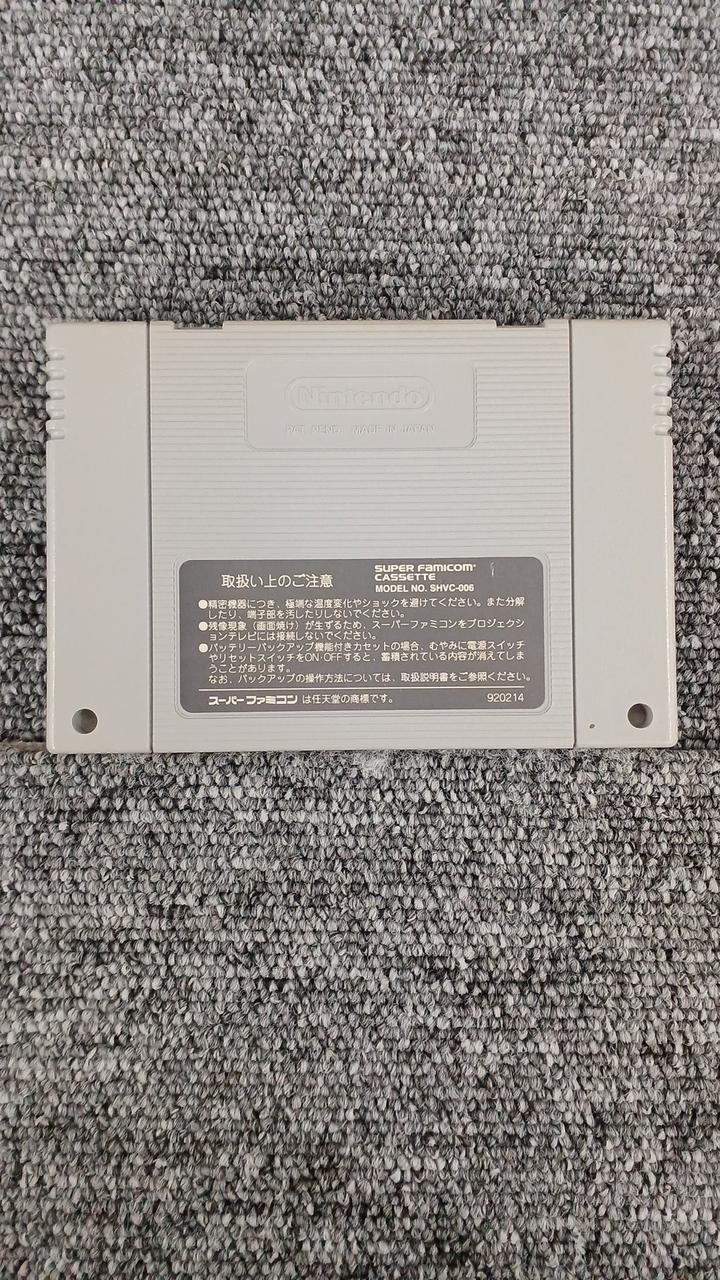 Nintendo
PAT. PEND. MADE IN JAPAN
取扱い上のご注意
SUPER FAMICOM
CASSETTE
MODEL NO. SHVC-006
●精密機器につき、極端な温度変化やショックを避けてください。また分解
したり、端子部を汚したりしないでください。
●残像現象(画面焼け)が生ずるため、スーパーファミコンをプロジェクシ
ョンテレビには接続しないでください。
●バッテリーバックアップ機能付きカセットの場合、むやみに電源スイッチ
やリセットスイッチをON・OFFすると、蓄積されている内容が消えてしま
うことがあります。
なお、バックアップの操作方法については、取扱説明書をご参照ください。
スーパーファミコン は任天堂の商標です。 920214